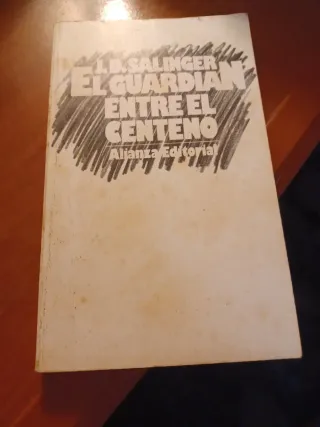 J.D. SALINGER
EL GUARDIAN
ENTRE EL
CENTENO
Alianza Editorial